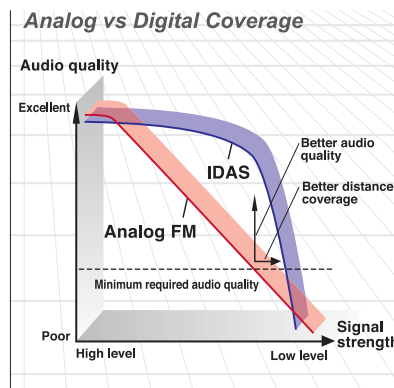 Analog vs Digital Coverage
Audio quality
Excellent
Better audio
quality
IDAS
Better distance
coverage
Analog FM
Minimum required audio quality
Poor
High level
Low level
Signal
strength